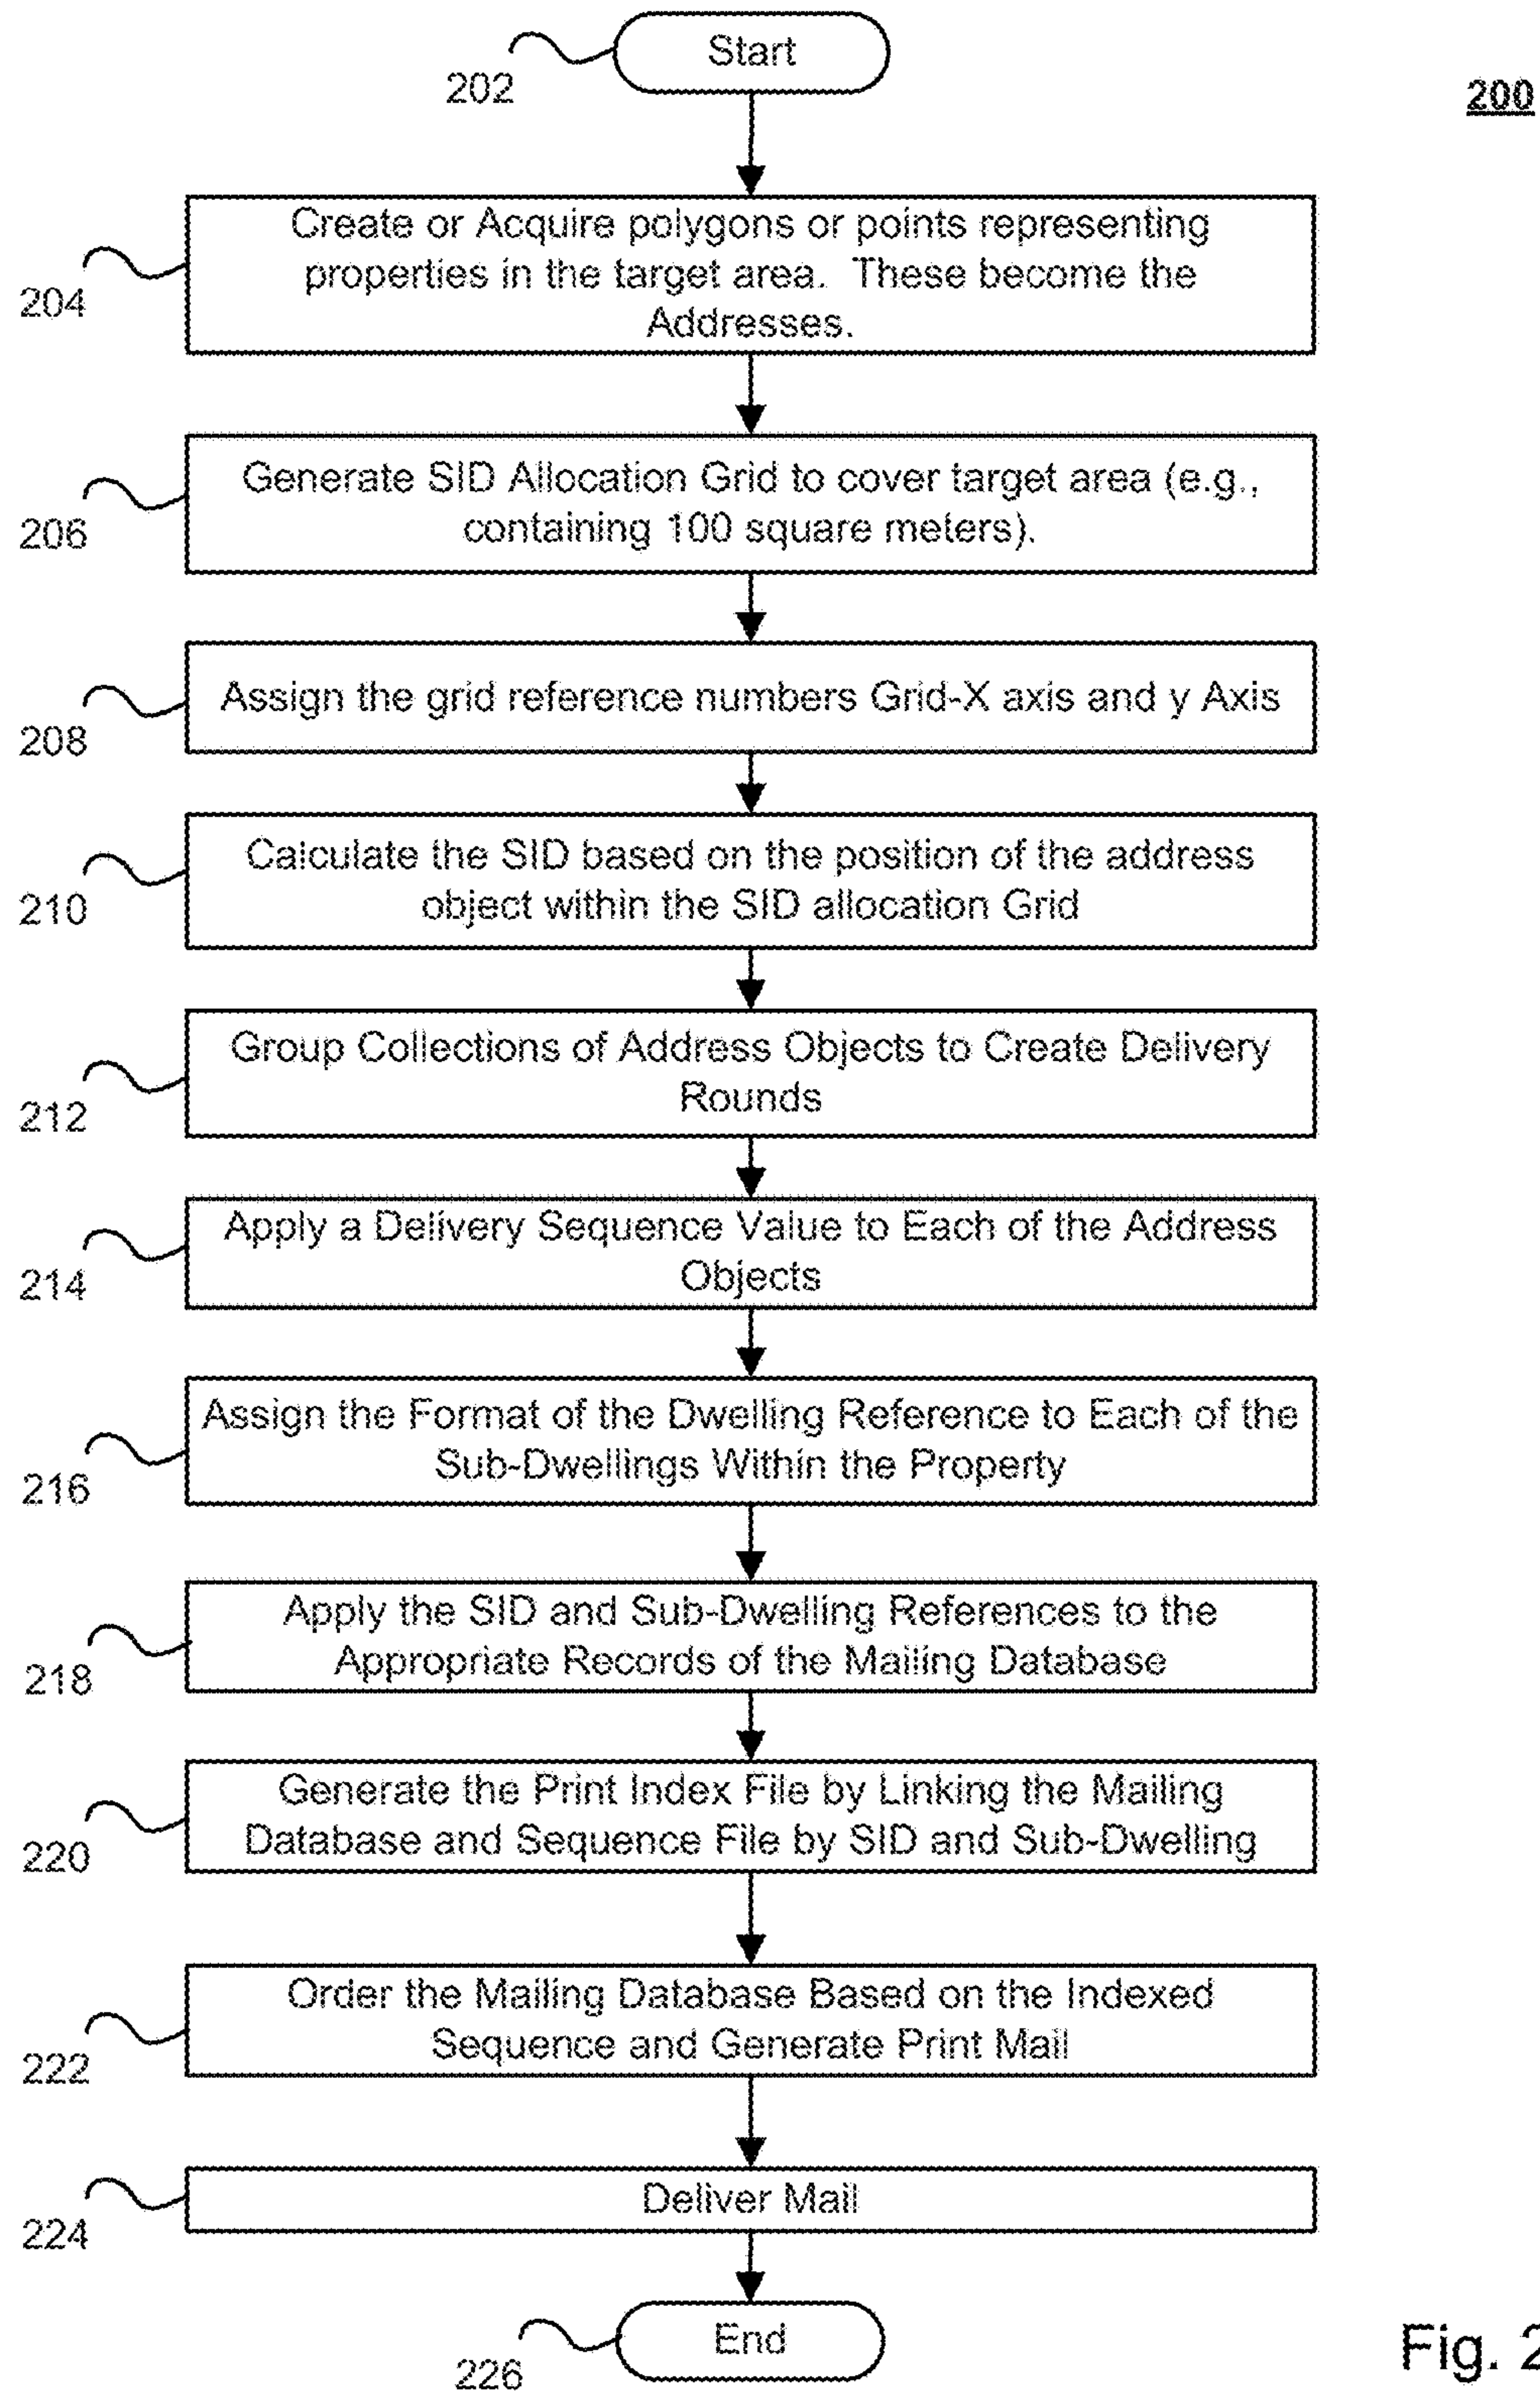 Start
202
200
Create or Acquire polygons or points representing
properties in the target area. These become the
Addresses.
204
Generate SID Allocation Grid to cover target area (e.g.,
containing 100 square meters).
206
Assign the grid reference numbers Grid-X axis and y Axis
208
Calculate the SID based on the position of the address
object within the SID allocation Grid
210
Group Collections of Address Objects to Create Delivery
Rounds
212
Apply a Delivery Sequence Value to Each of the Address
Objects
214
Assign the Format of the Dwelling Reference to Each of the
Sub-Dwellings Within the Property
216
Apply the SID and Sub-Dwelling References to the
Appropriate Records of the Mailing Database
218
Generate the Print Index File by Linking the Mailing
Database and Sequence File by SID and Sub-Dwelling
220
Order the Mailing Database Based on the Indexed
Sequence and Generate Print Mail
222
Deliver Mail
224
End
226
Fig. 2